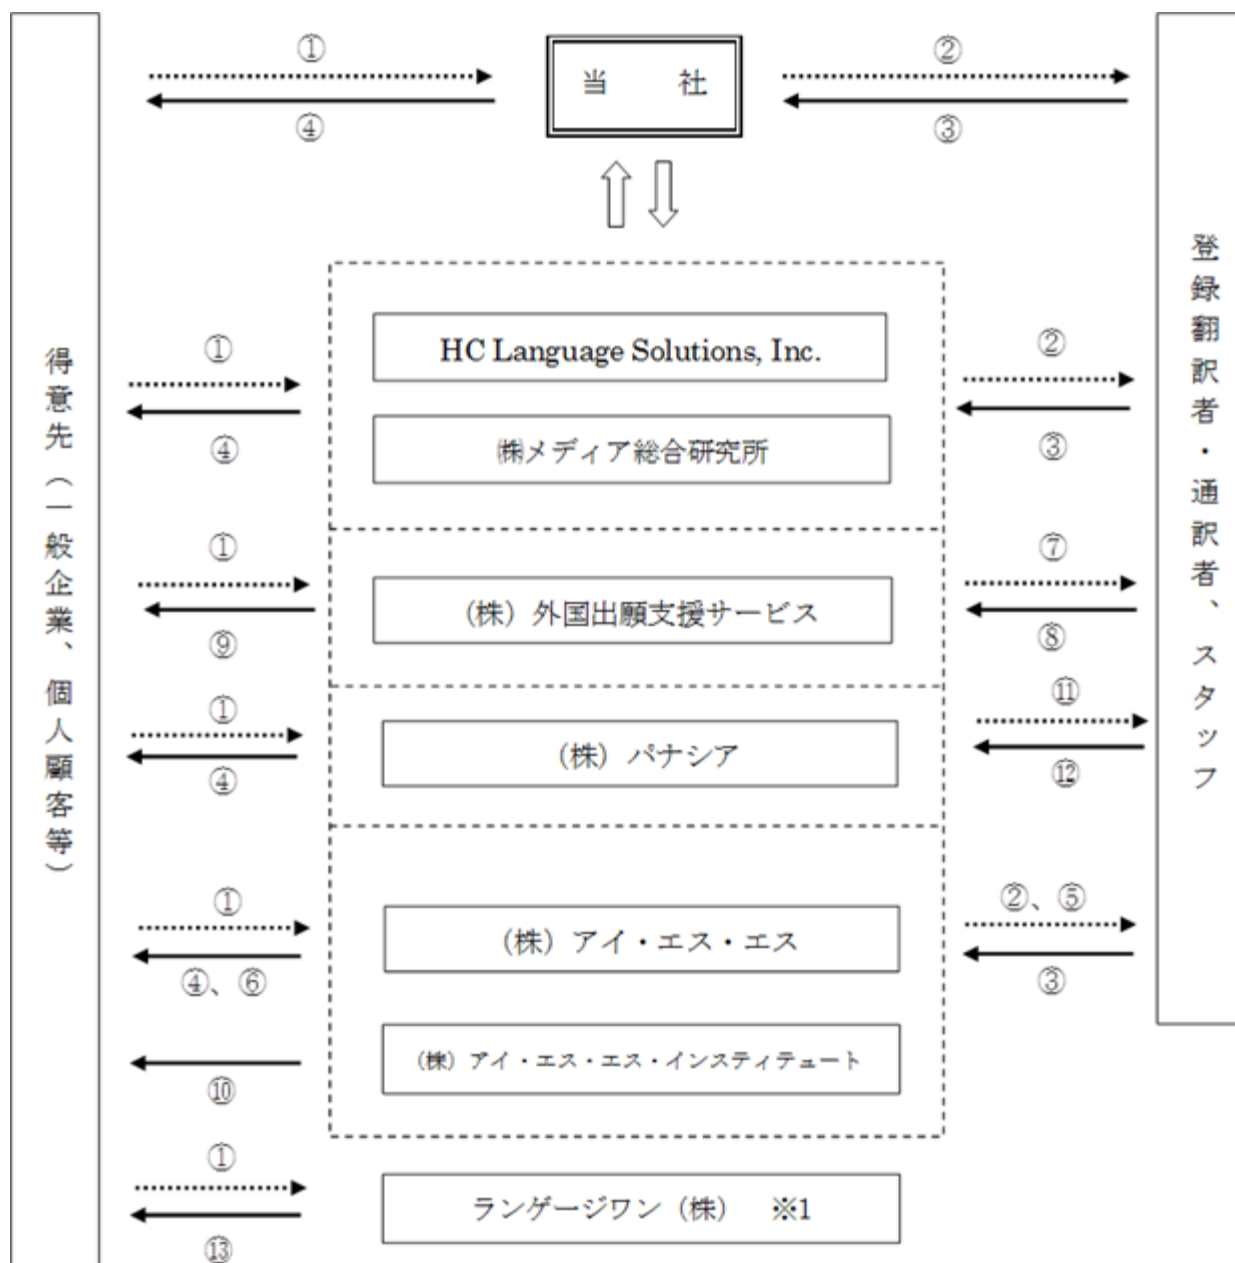 ① ②
当 社
④ ③
得意先（一般企業、個人顧客等）
登録翻訳者・通訳者、スタッフ
① ②
HC Language Solutions, Inc.
④ ③
㈱メディア総合研究所
① ⑦
（株）外国出願支援サービス
⑨ ⑧
① ⑪
（株）パナシア
④ ⑫
① ②、⑤
（株）アイ・エス・エス
④、⑥ ③
（株）アイ・エス・エス・インスティテュート
⑩
①
ランゲージワン（株） ※1
⑬